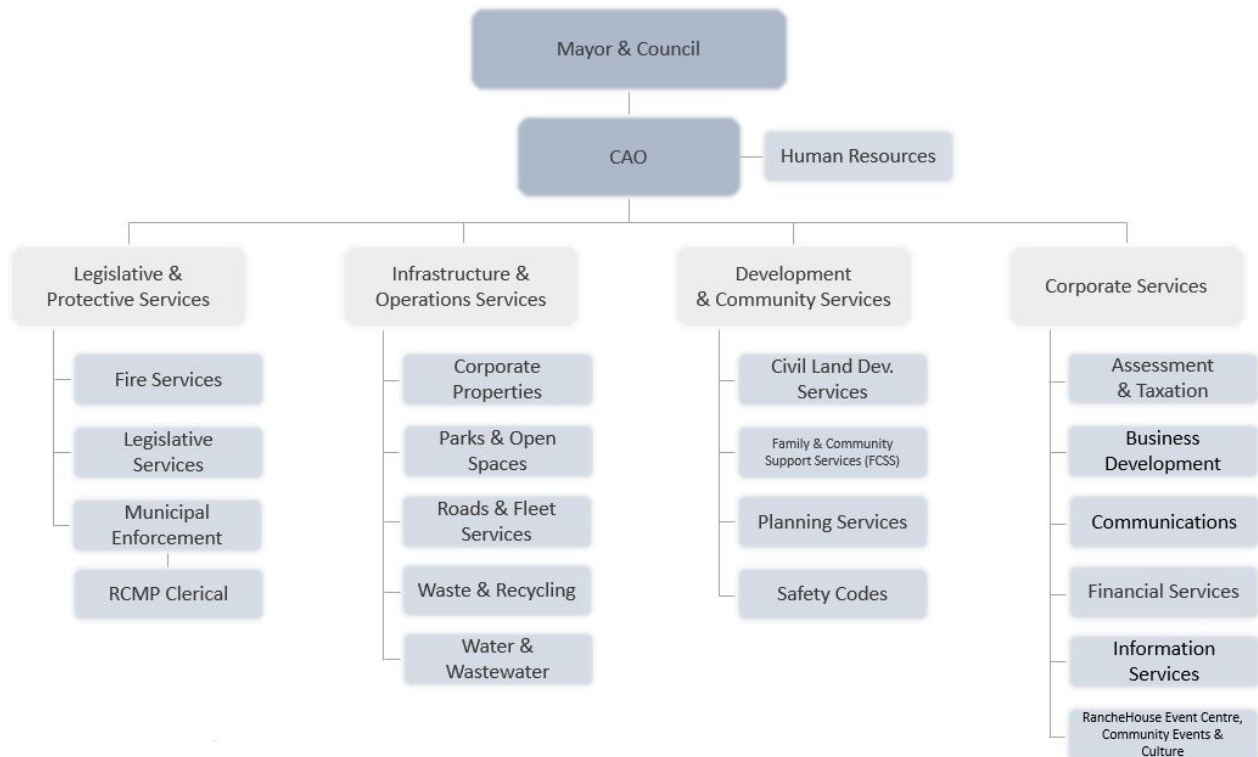 Mayor & Council
CAO
Human Resources
Legislative &
Protective Services
Fire Services
Legislative
Services
Municipal
Enforcement
RCMP Clerical
Infrastructure &
Operations Services
Corporate
Properties
Parks & Open
Spaces
Roads & Fleet
Services
Waste & Recycling
Water &
Wastewater
Development
& Community Services
Civil Land Dev.
Services
Family & Community
Support Services (FCSS)
Planning Services
Safety Codes
Corporate Services
Assessment
& Taxation
Business
Development
Communications
Financial Services
Information
Services
RancheHouse Event Centre,
Community Events &
Culture